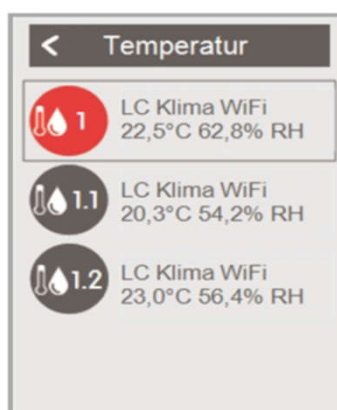 < Temperatur
1 LC Klima WiFi
22,5°C 62,8% RH
1.1 LC Klima WiFi
20,3°C 54,2% RH
1.2 LC Klima WiFi
23,0°C 56,4% RH